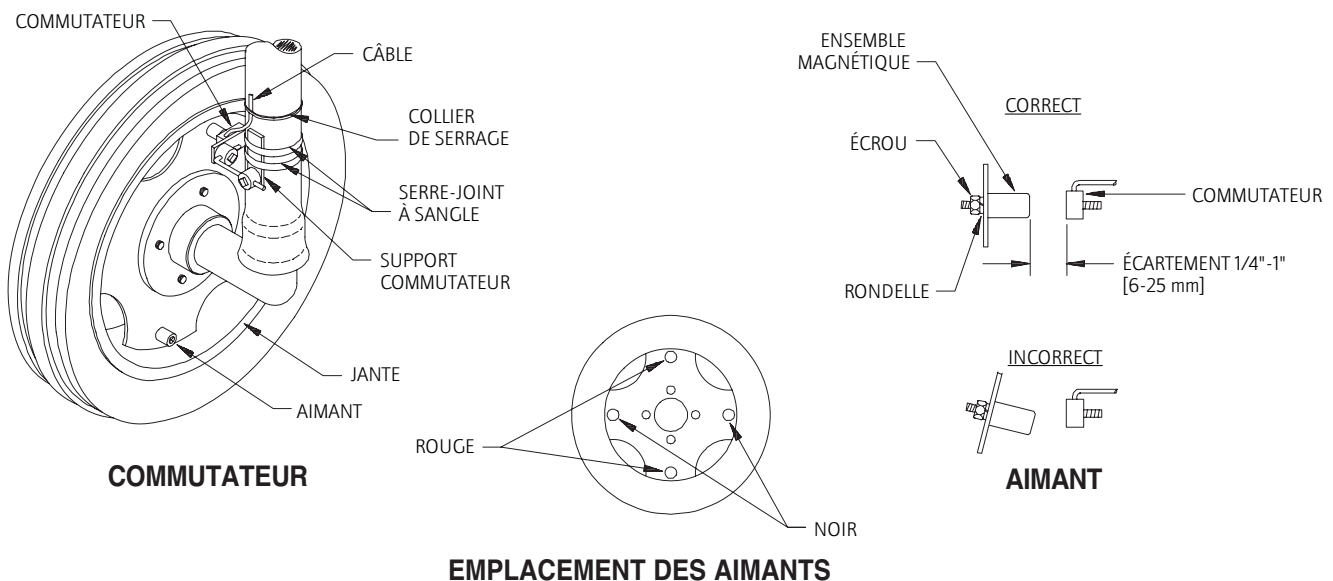 COMMUTATEUR
CÂBLE
COLLIER
DE SERRAGE
SERRE-JOINT
À SANGLE
SUPPORT
COMMUTATEUR
JANTE
AIMANT
COMMUTATEUR
ROUGE
NOIR
EMPLACEMENT DES AIMANTS
ENSEMBLE
MAGNÉTIQUE
CORRECT
ÉCROU
COMMUTATEUR
ÉCARTEMENT 1/4"-1"
[6-25 mm]
RONDELLE
INCORRECT
AIMANT